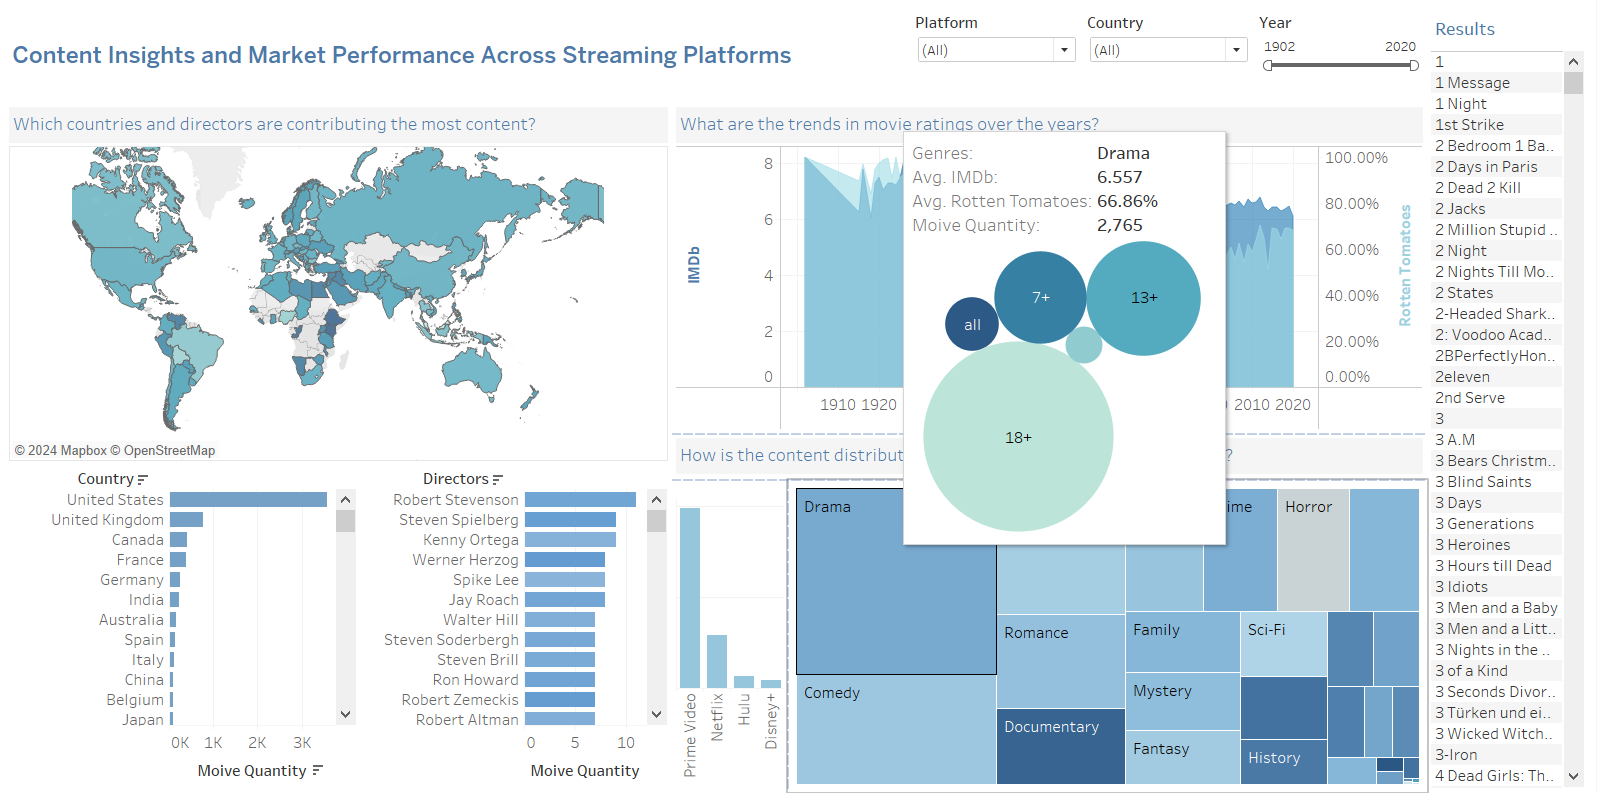 Content Insights and Market Performance Across Streaming Platforms
Platform
(All)
Country
(All)
Year
1902
2020
Which countries and directors are contributing the most content?
© 2024 Mapbox © OpenStreetMap
Country
United States
United Kingdom
Canada
France
Germany
India
Australia
Spain
Italy
China
Belgium
Japan
0K
1K
2K
3K
Moive Quantity
Directors
Robert Stevenson
Steven Spielberg
Kenny Ortega
Werner Herzog
Spike Lee
Jay Roach
Walter Hill
Steven Soderbergh
Steven Brill
Ron Howard
Robert Zemeckis
Robert Altman
0
5
10
Moive Quantity
What are the trends in movie ratings over the years?
8
6
4
2
0
IMDb
1910
1920
2010
2020
100.00%
80.00%
60.00%
40.00%
20.00%
0.00%
Rotten Tomatoes
Genres: Drama
Avg. IMDb: 6.557
Avg. Rotten Tomatoes: 66.86%
Moive Quantity: 2,765
all
7+
13+
18+
How is the content distribut
?
Prime Video
Netflix
Hulu
Disney+
Drama
Comedy
Romance
Documentary
Family
Mystery
Fantasy
ime
Horror
Sci-Fi
History
Results
1
1 Message
1 Night
1st Strike
2 Bedroom 1 Ba..
2 Days in Paris
2 Dead 2 Kill
2 Jacks
2 Million Stupid ..
2 Night
2 Nights Till Mo..
2 States
2-Headed Shark..
2: Voodoo Acad..
2BPerfectlyHon..
2eleven
2nd Serve
3
3 A.M
3 Bears Christm..
3 Blind Saints
3 Days
3 Generations
3 Heroines
3 Hours till Dead
3 Idiots
3 Men and a Baby
3 Men and a Litt..
3 Nights in the ..
3 of a Kind
3 Seconds Divor..
3 Türken und ei..
3 Wicked Witch..
3-Iron
4 Dead Girls: Th..